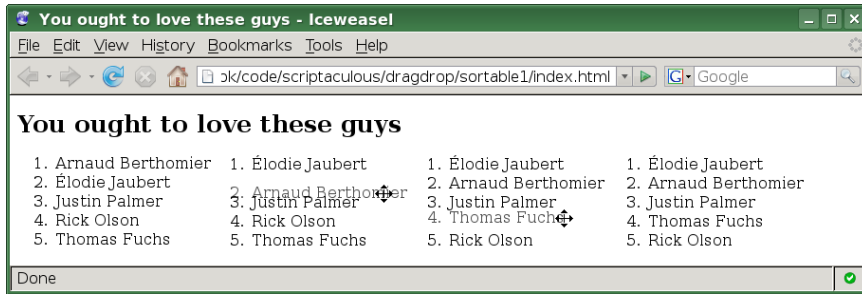 You ought to love these guys - Iceweasel
File Edit View History Bookmarks Tools Help
ok/code/scriptaculous/dragdrop/sortable1/index.html G Google
You ought to love these guys
1. Arnaud Berthomier
2. Élodie Jaubert
3. Justin Palmer
4. Rick Olson
5. Thomas Fuchs
1. Élodie Jaubert
2. Arnaud Berthomier
3. Justin Palmer
4. Rick Olson
5. Thomas Fuchs
1. Élodie Jaubert
2. Arnaud Berthomier
3. Justin Palmer
4. Thomas Fuchs
5. Rick Olson
1. Élodie Jaubert
2. Arnaud Berthomier
3. Justin Palmer
4. Thomas Fuchs
5. Rick Olson
Done